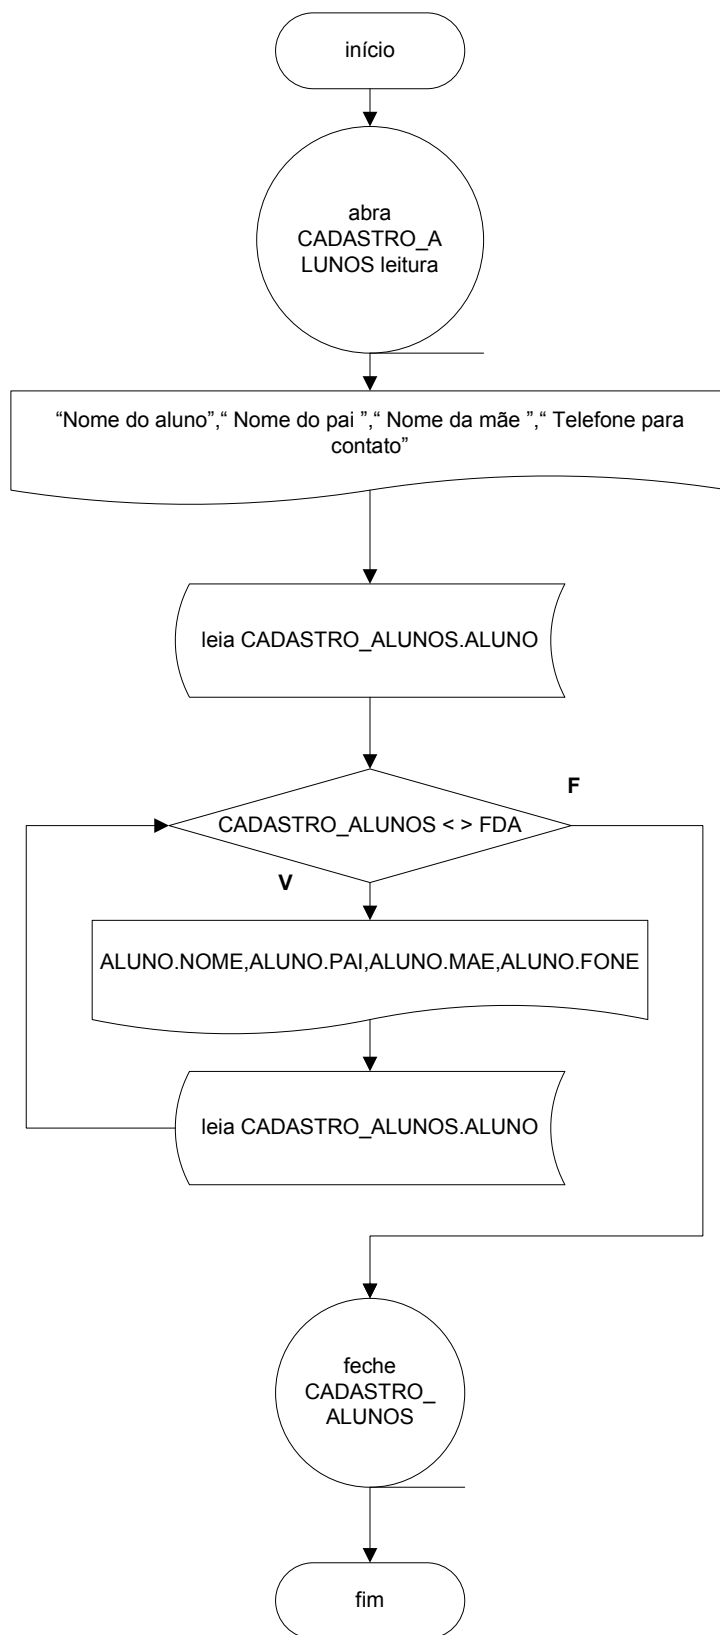 início
abra
CADASTRO_A
LUNOS leitura
“Nome do aluno”,“ Nome do pai ”,“ Nome da mãe ”,“ Telefone para
contato”
leia CADASTRO_ALUNOS.ALUNO
F
CADASTRO_ALUNOS < > FDA
V
ALUNO.NOME,ALUNO.PAI,ALUNO.MAE,ALUNO.FONE
leia CADASTRO_ALUNOS.ALUNO
feche
CADASTRO_
ALUNOS
fim